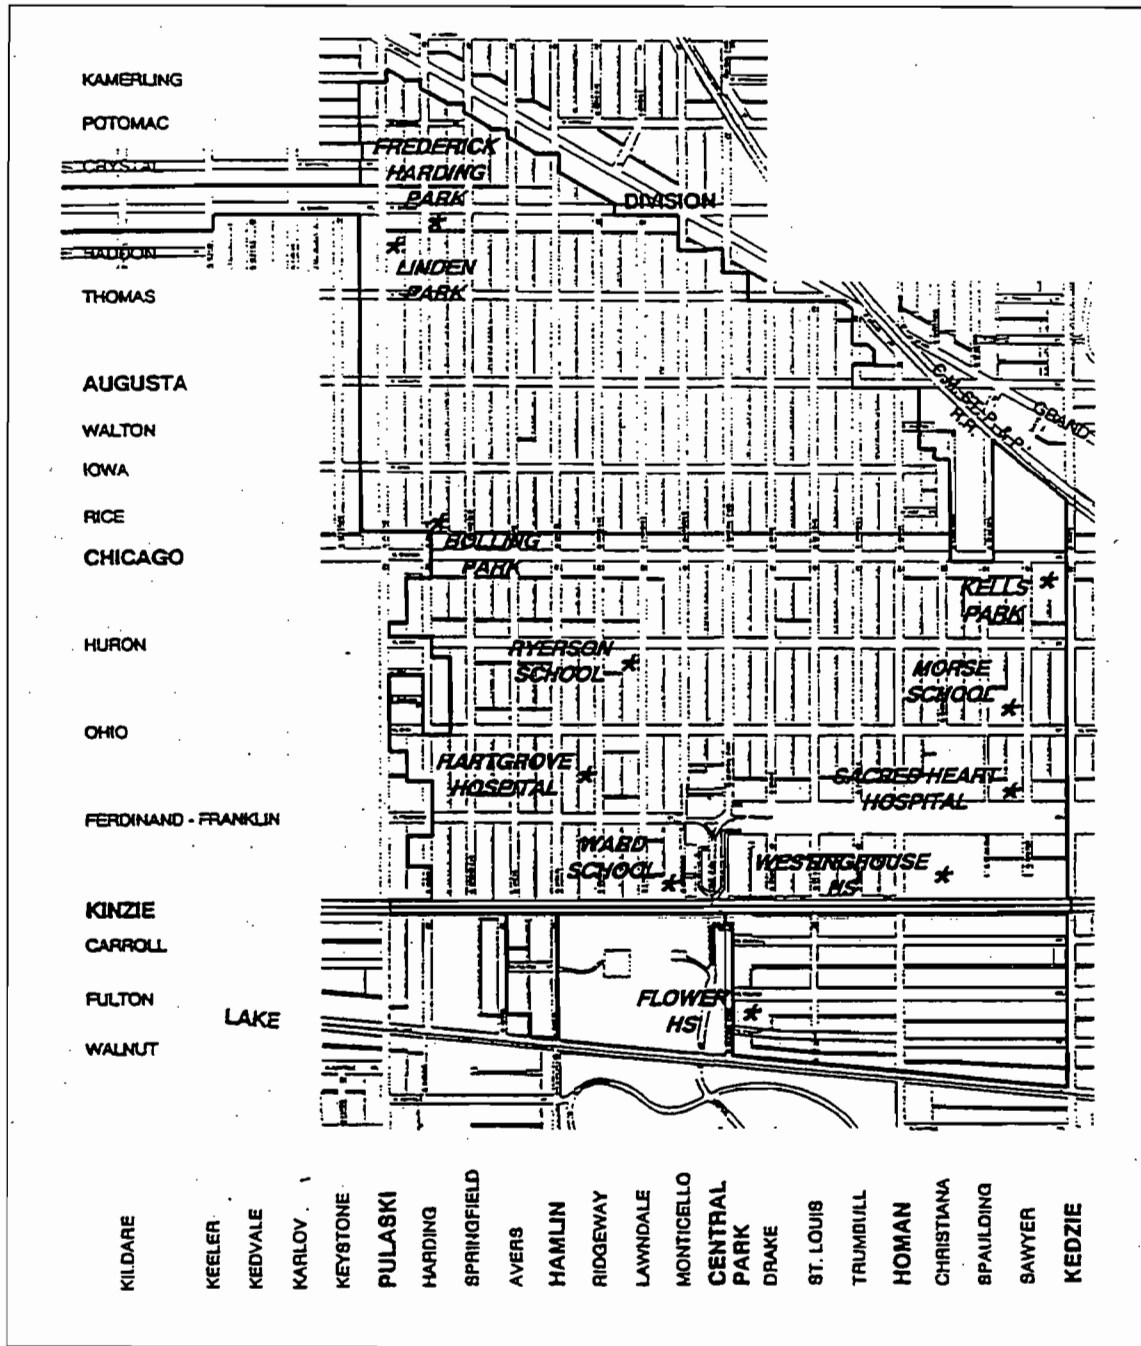 KAMERLING
POTOMAC
CRYSTAL
FREDERICK
HARDING
PARK
DIVISION
HADDON
LINDEN
PARK
THOMAS
AUGUSTA
C.M.ST.P. & P.
R.R.
GRAND
WALTON
IOWA
RICE
BOLLING
PARK
CHICAGO
KELLS
PARK
HURON
RYERSON
SCHOOL
MORSE
SCHOOL
OHIO
HARTGROVE
HOSPITAL
SACRED HEART
HOSPITAL
FERDINAND - FRANKLIN
WARD
SCHOOL
WESTINGHOUSE
HS
KINZIE
CARROLL
FULTON
FLOWER
HS
LAKE
WALNUT
KILDARE
KEELER
KEDVALE
KARLOV
KEYSTONE
PULASKI
HARDING
SPRINGFIELD
AVERS
HAMLIN
RIDGEWAY
LAWNDALE
MONTICELLO
CENTRAL
PARK
DRAKE
ST. LOUIS
TRUMBULL
HOMAN
CHRISTIANA
SPAULDING
SAWYER
KEDZIE